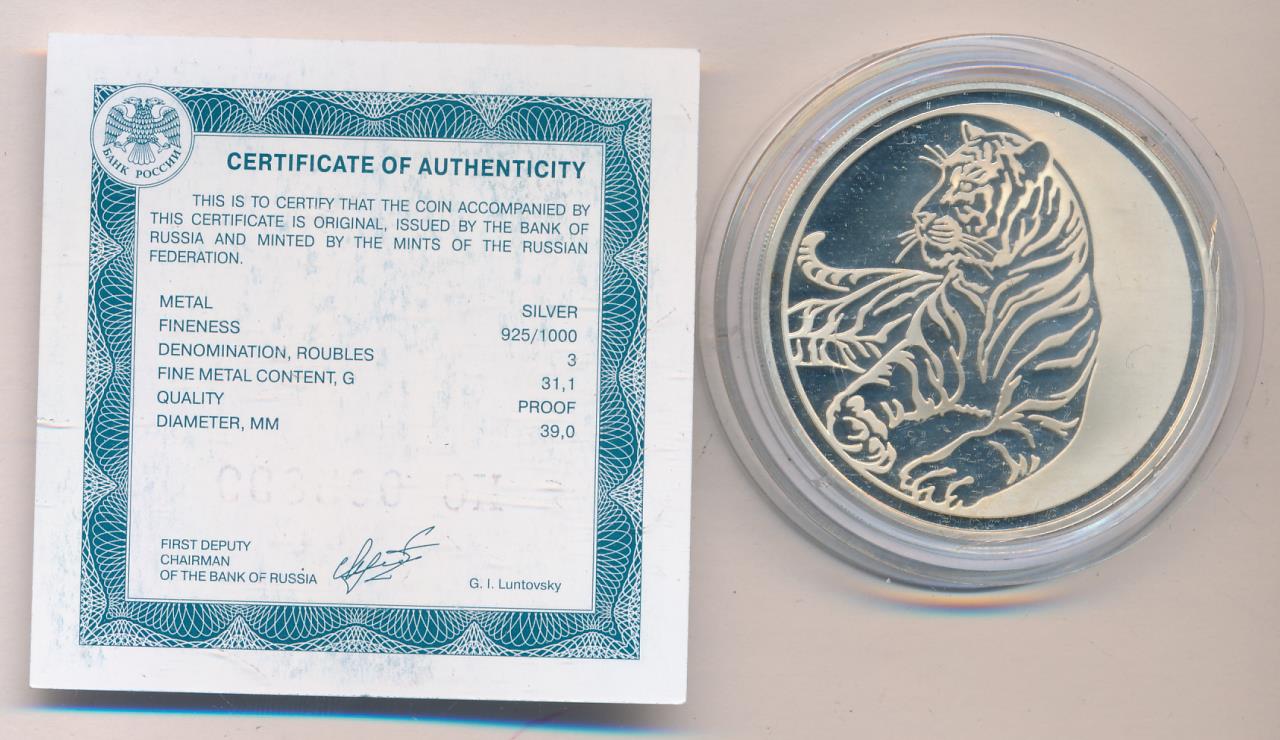 БАНК РОССИИ
CERTIFICATE OF AUTHENTICITY
THIS IS TO CERTIFY THAT THE COIN ACCOMPANIED BY
THIS CERTIFICATE IS ORIGINAL, ISSUED BY THE BANK OF
RUSSIA AND MINTED BY THE MINTS OF THE RUSSIAN
FEDERATION.
METAL SILVER
FINENESS 925/1000
DENOMINATION, ROUBLES 3
FINE METAL CONTENT, G 31,1
QUALITY PROOF
DIAMETER, MM 39,0
FIRST DEPUTY
CHAIRMAN
OF THE BANK OF RUSSIA G. I. Luntovsky